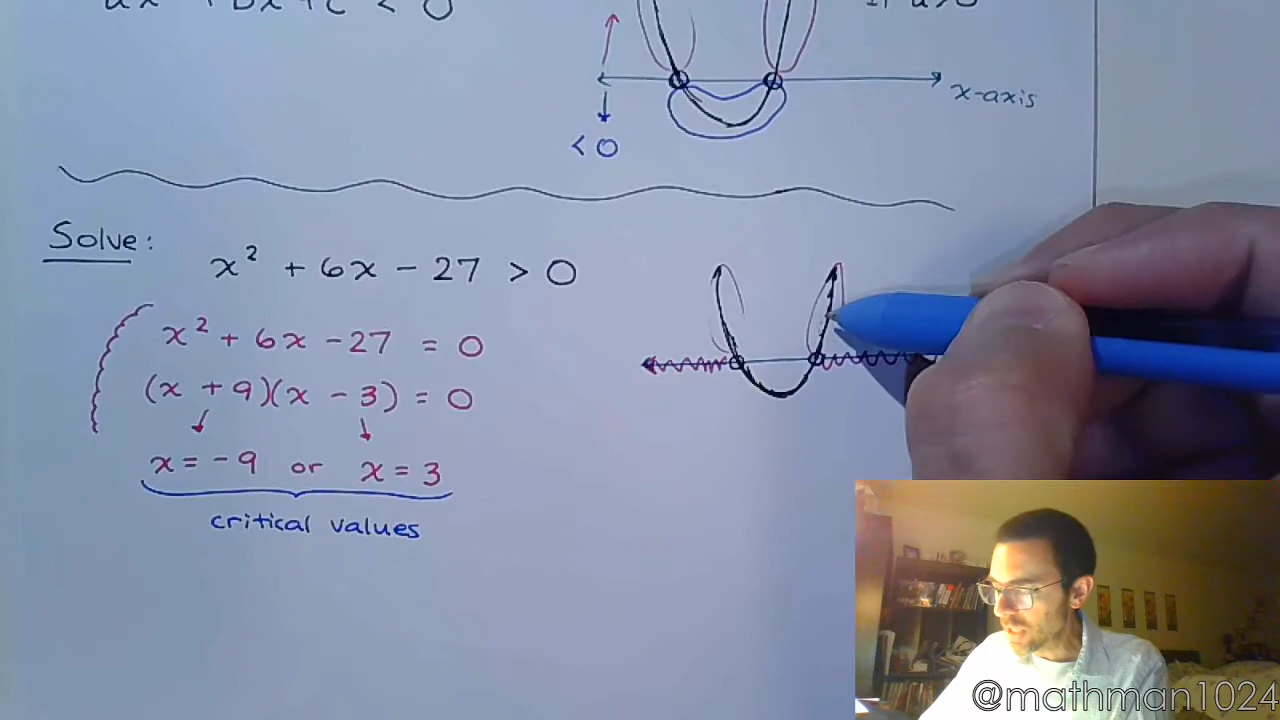 < 0
x-axis
< 0
Solve:
x² + 6x - 27 > 0
x² + 6x - 27 = 0
(x + 9)(x - 3) = 0
x = -9 or x = 3
critical values
@mathman1024